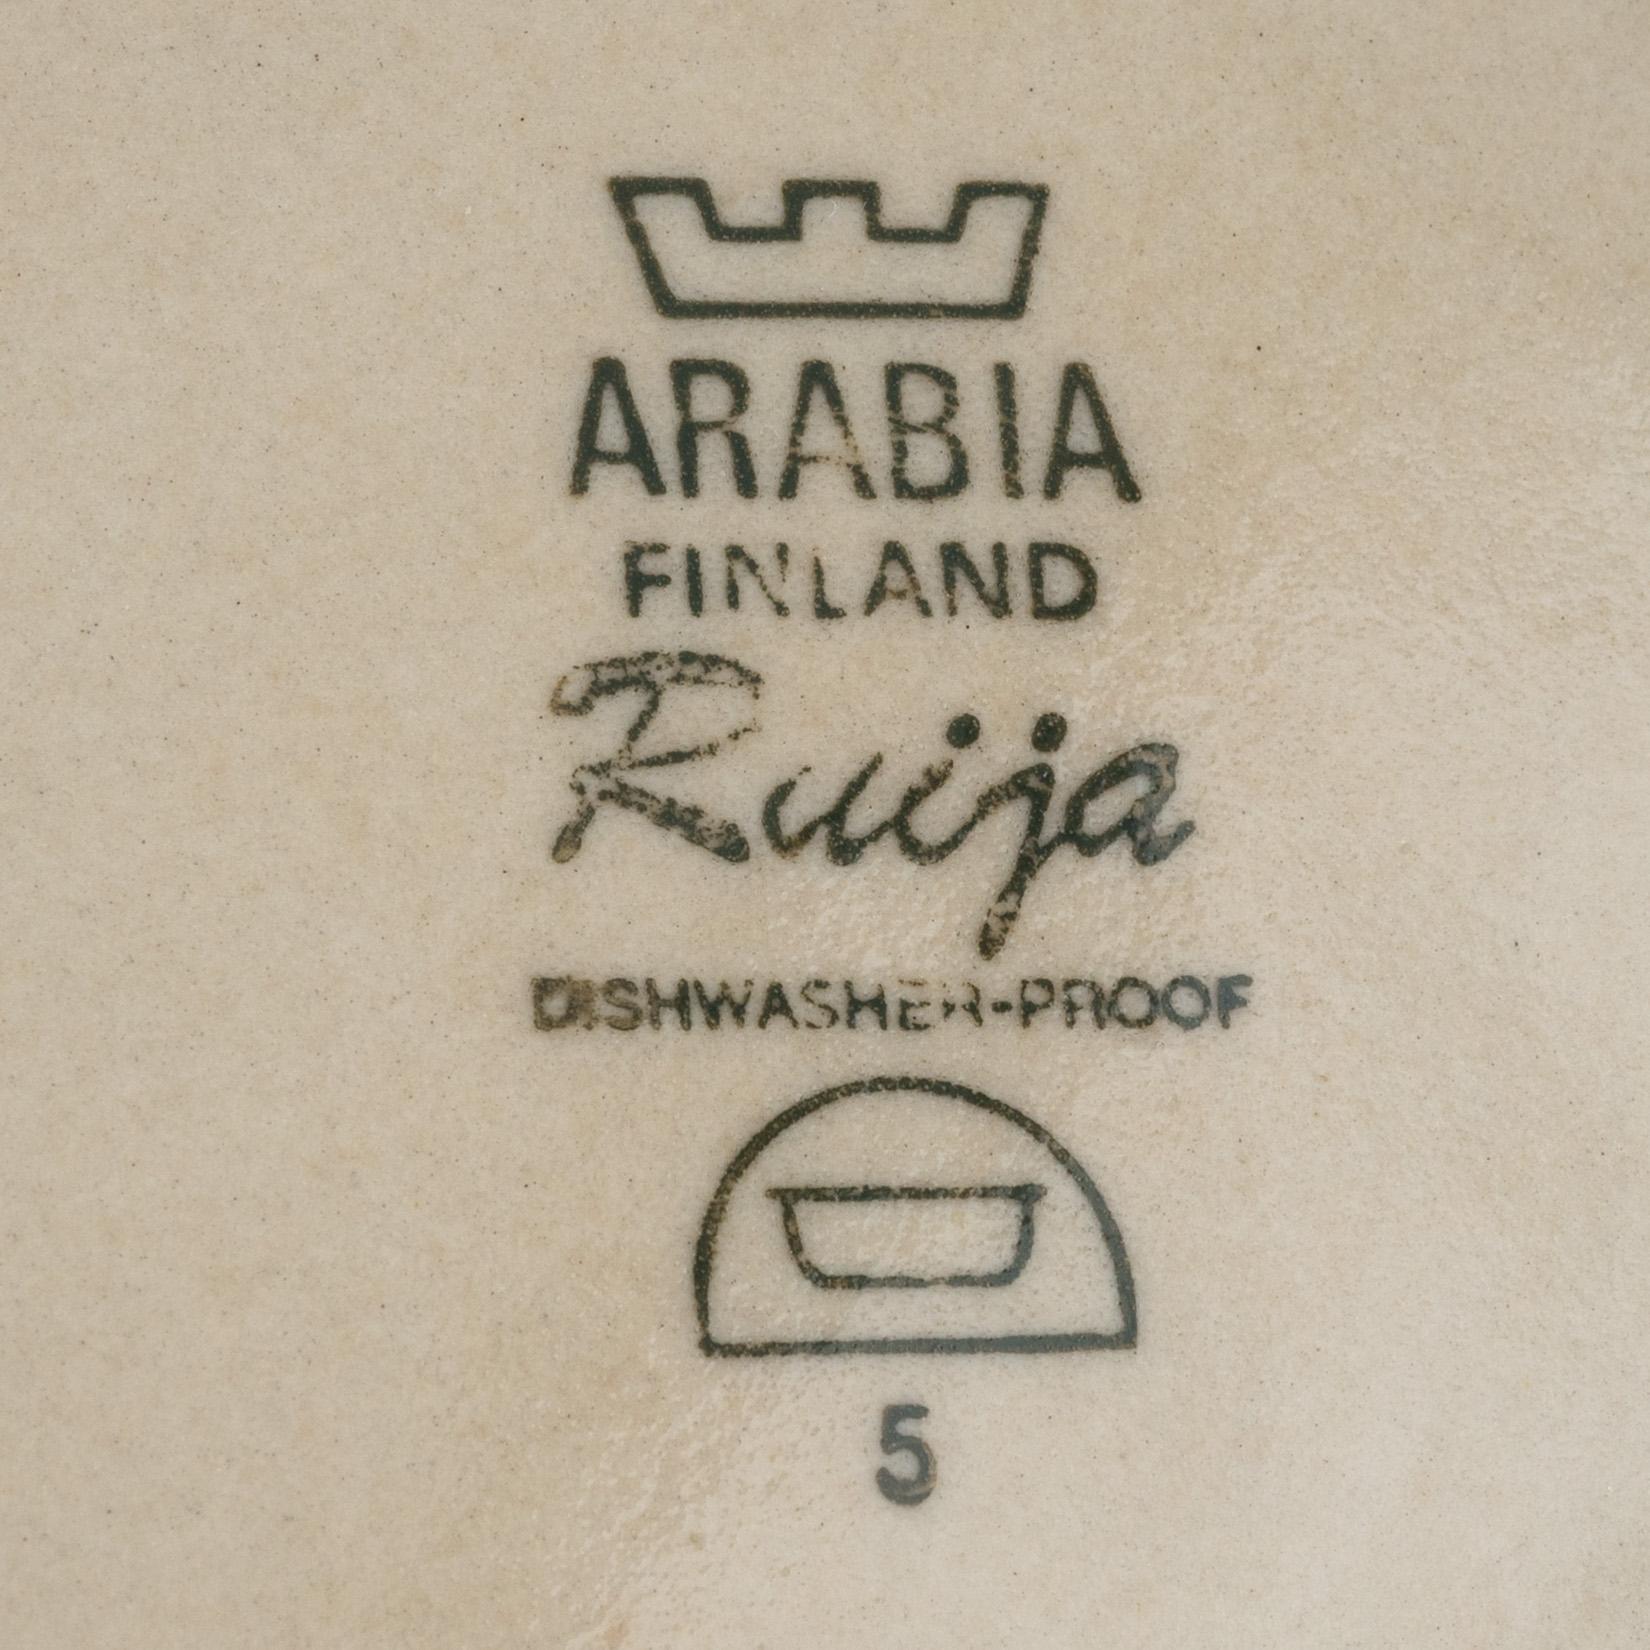 ARABIA
FINLAND
Ruija
DISHWASHER-PROOF
5